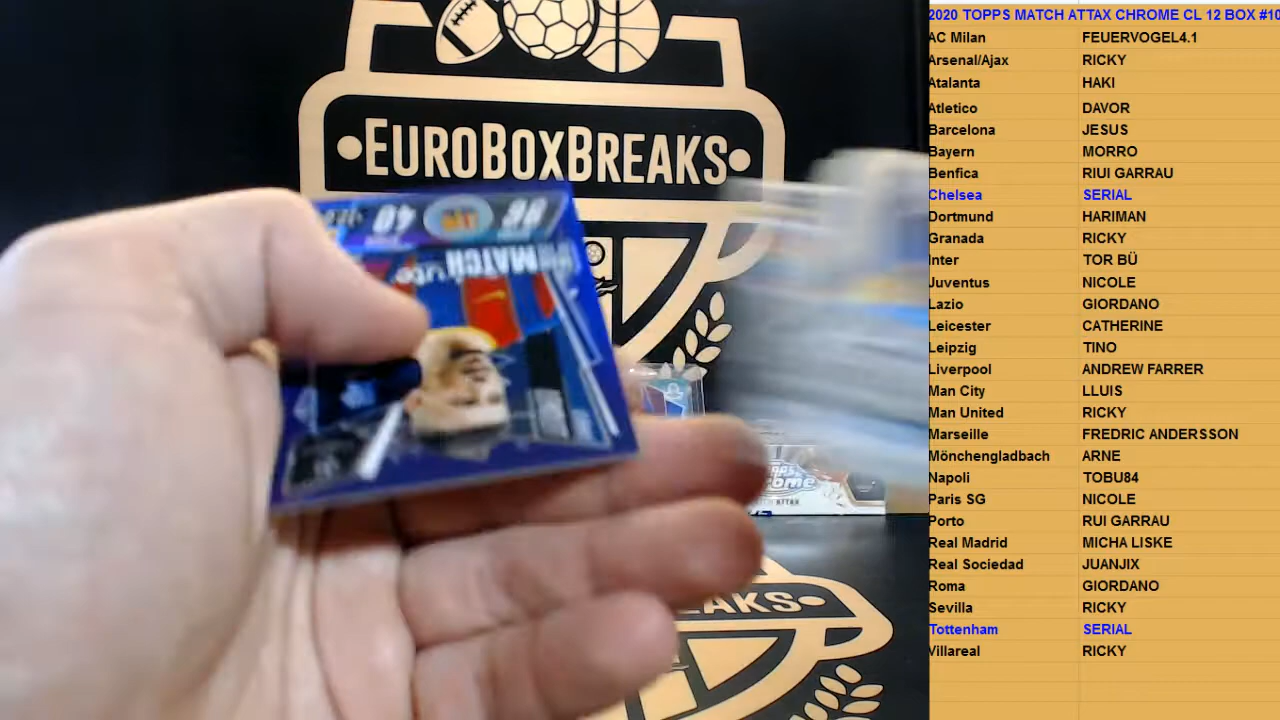 EUROBOXBREAKS
86
40
MATCH
2020 TOPPS MATCH ATTAX CHROME CL 12 BOX #10
AC Milan FEUERVOGEL4.1
Arsenal/Ajax RICKY
Atalanta HAKI
Atletico DAVOR
Barcelona JESUS
Bayern MORRO
Benfica RIUI GARRAU
Chelsea SERIAL
Dortmund HARIMAN
Granada RICKY
Inter TOR BÜ
Juventus NICOLE
Lazio GIORDANO
Leicester CATHERINE
Leipzig TINO
Liverpool ANDREW FARRER
Man City LLUIS
Man United RICKY
Marseille FREDRIC ANDERSSON
Mönchengladbach ARNE
Napoli TOBU84
Paris SG NICOLE
Porto RUI GARRAU
Real Madrid MICHA LISKE
Real Sociedad JUANJIX
Roma GIORDANO
Sevilla RICKY
Tottenham SERIAL
Villareal RICKY